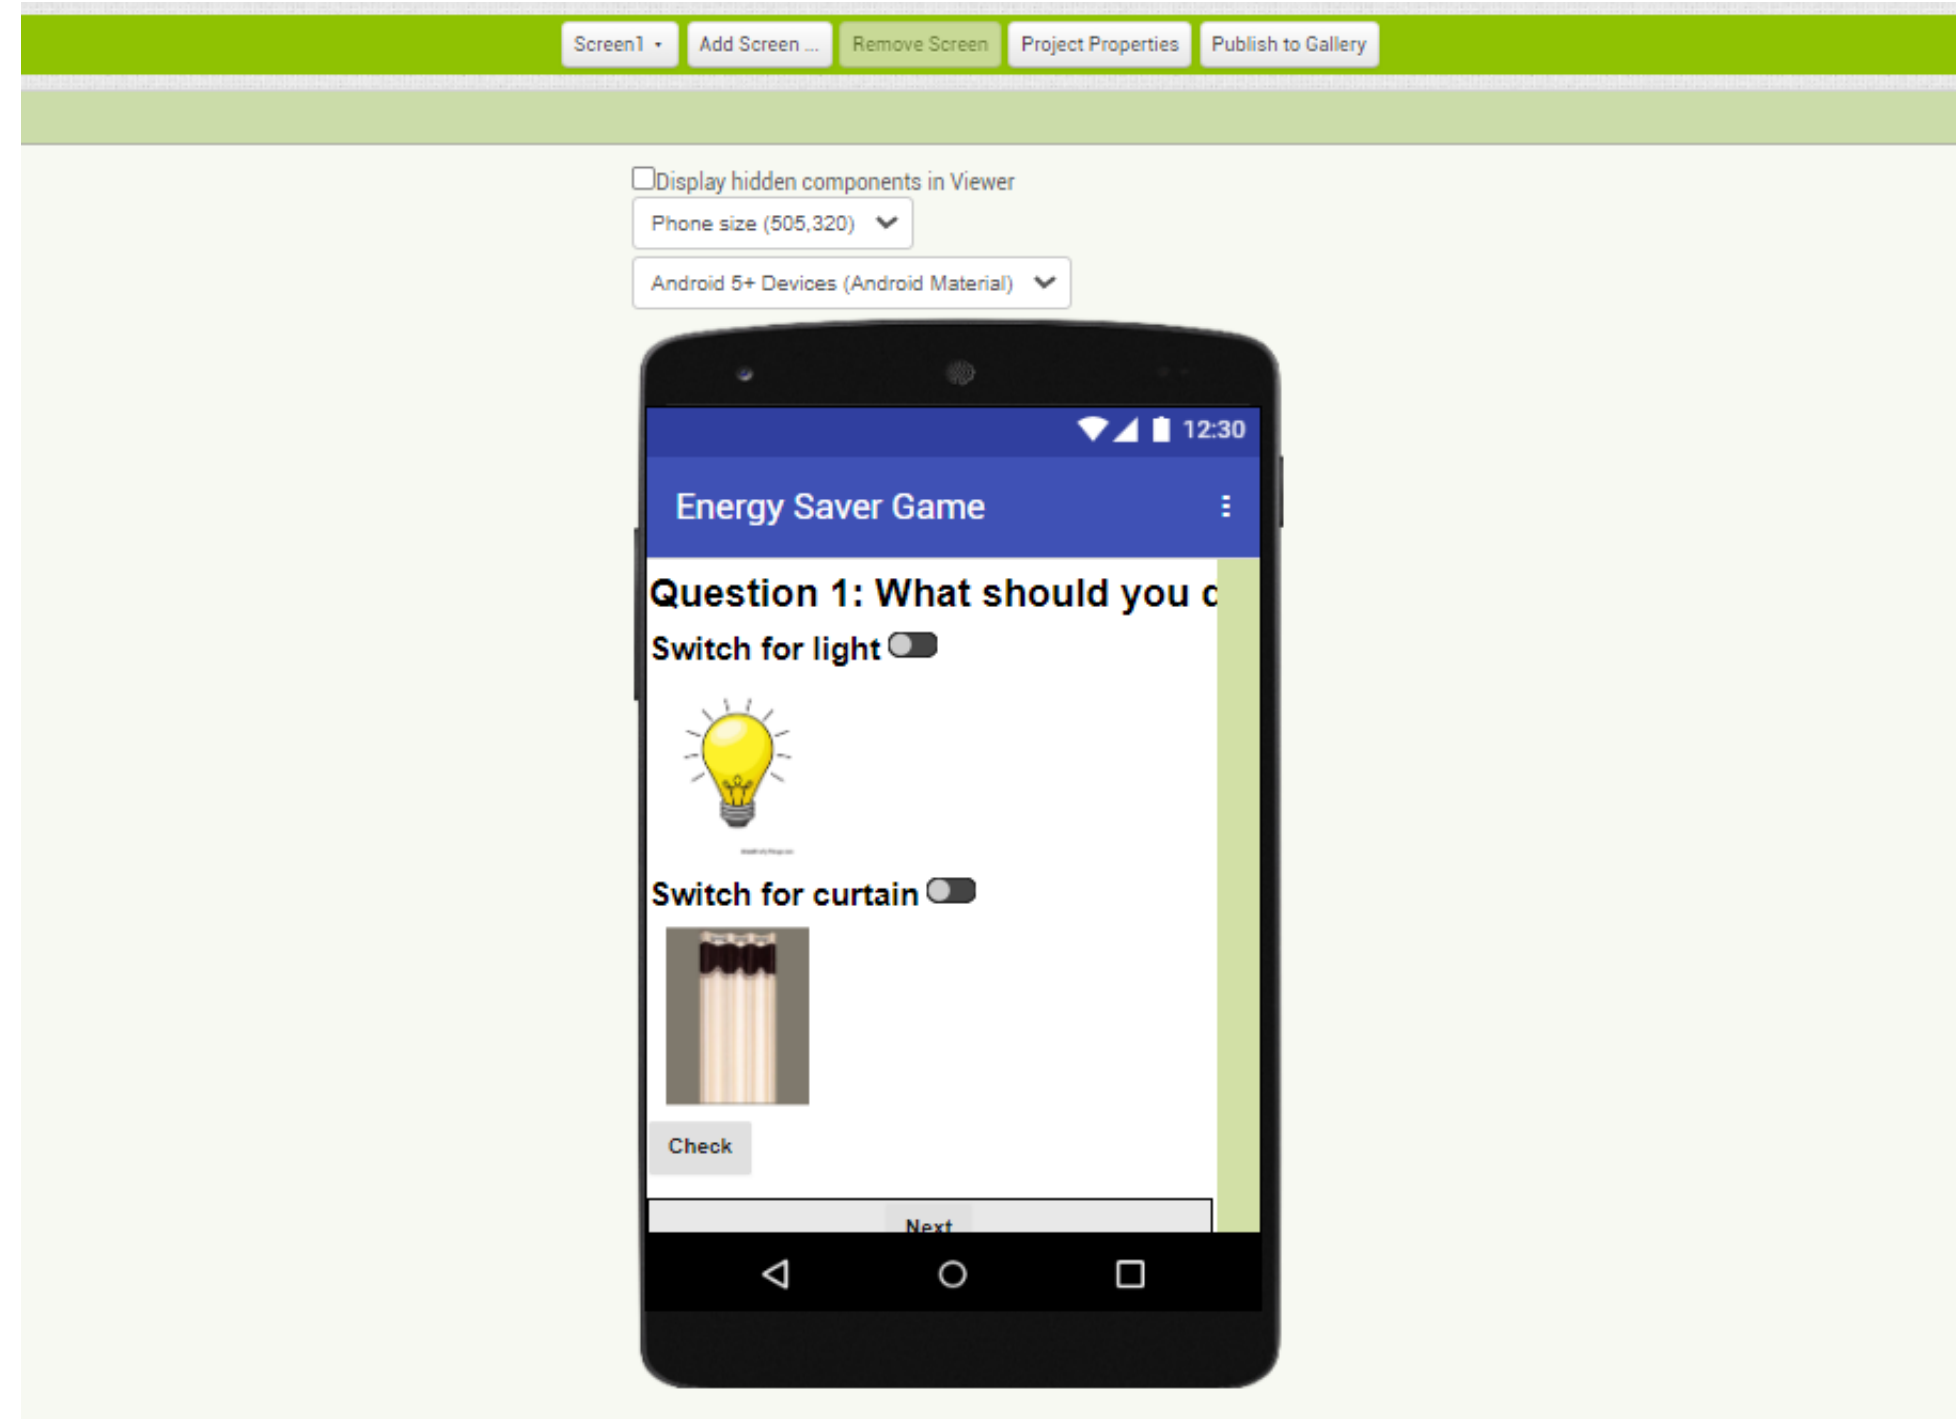 Screen1 Add Screen ... Remove Screen Project Properties Publish to Gallery
Display hidden components in Viewer
Phone size (505,320)
Android 5+ Devices (Android Material)
12:30
Energy Saver Game
Question 1: What should you
Switch for light
Switch for curtain
Check
Next